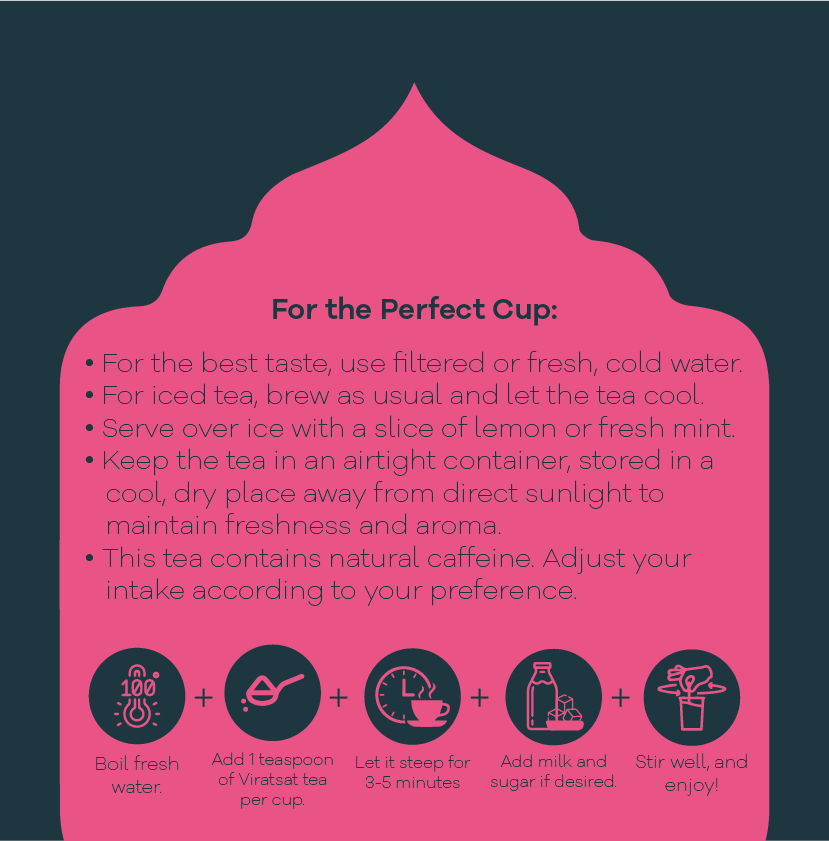 For the Perfect Cup:
• For the best taste, use filtered or fresh, cold water.
• For iced tea, brew as usual and let the tea cool.
• Serve over ice with a slice of lemon or fresh mint.
• Keep the tea in an airtight container, stored in a
cool, dry place away from direct sunlight to
maintain freshness and aroma.
• This tea contains natural caffeine. Adjust your
intake according to your preference.
100°
+ + + +
Boil fresh
water.
Add 1 teaspoon
of Viratsat tea
per cup.
Let it steep for
3-5 minutes
Add milk and
sugar if desired.
Stir well, and
enjoy!